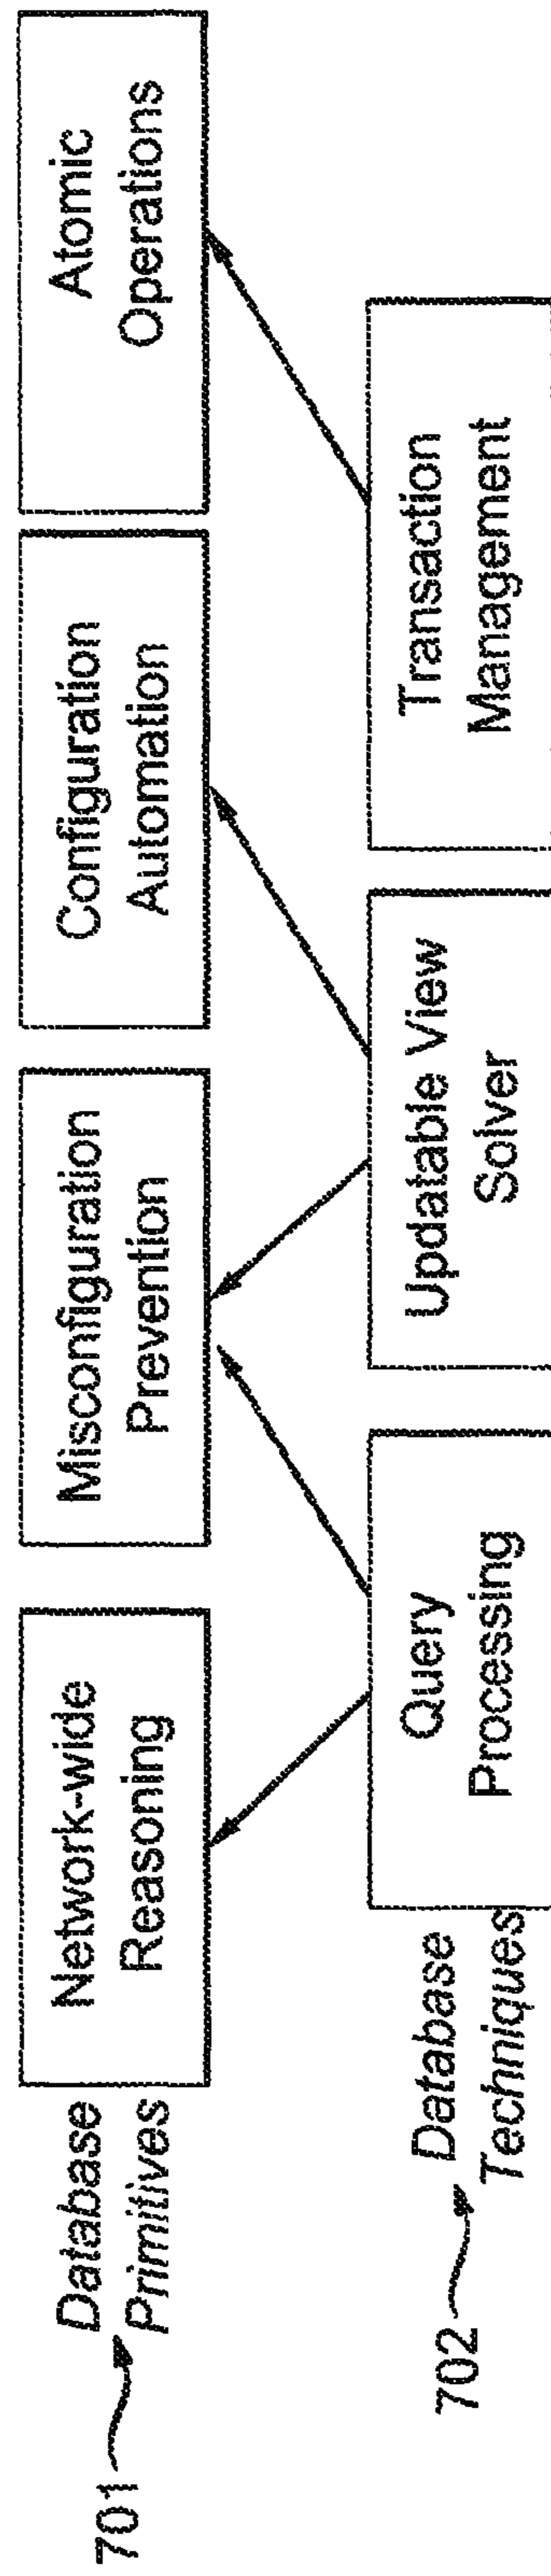 701
Database
Primitives
Network-wide
Reasoning
Misconfiguration
Prevention
Configuration
Automation
Atomic
Operations
702
Database
Techniques
Query
Processing
Updatable View
Solver
Transaction
Management